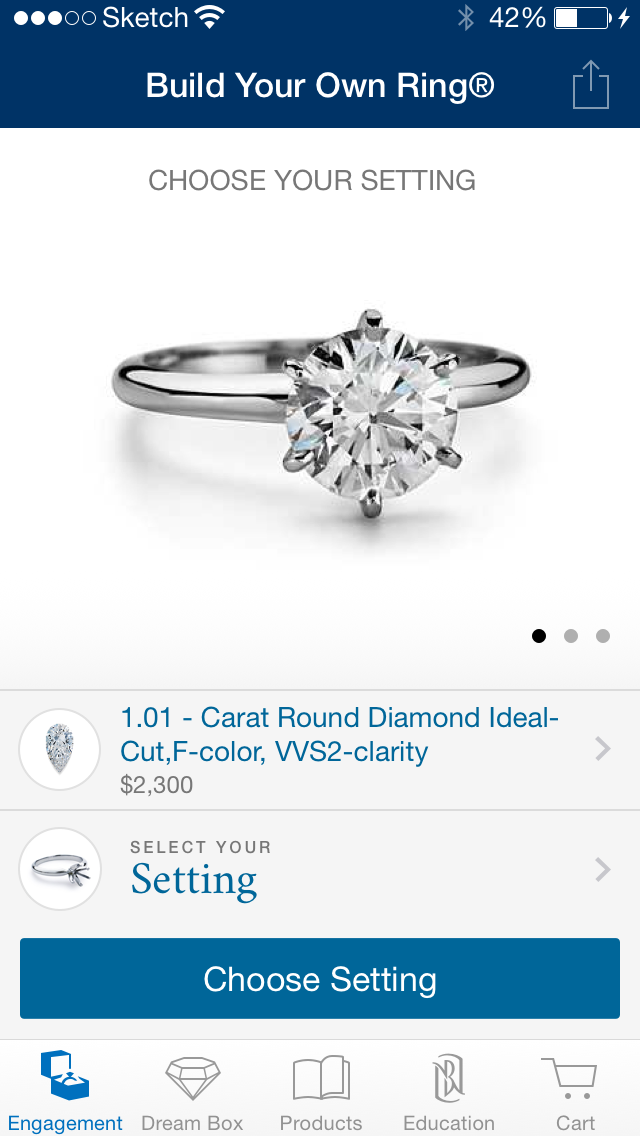 Sketch 42%
Build Your Own Ring®
CHOOSE YOUR SETTING
1.01 - Carat Round Diamond Ideal-
Cut,F-color, VVS2-clarity
$2,300
SELECT YOUR
Setting
Choose Setting
Engagement Dream Box Products Education Cart